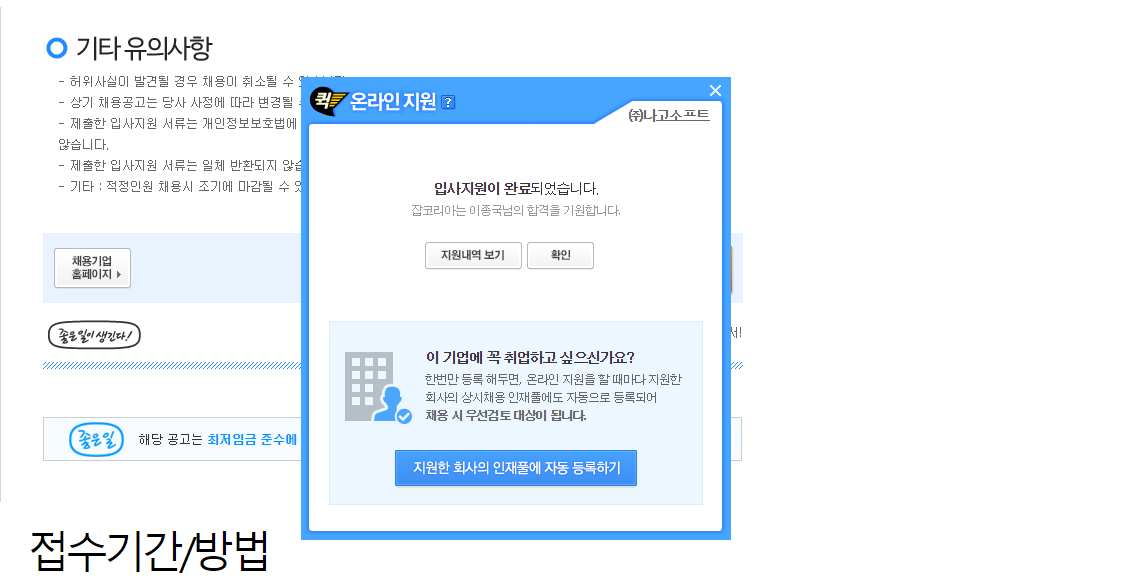 기타 유의사항
- 허위사실이 발견될 경우 채용이 취소될 수
- 상기 채용공고는 당사 사정에 따라 변경될
- 제출한 입사지원 서류는 개인정보보호법에
않습니다.
- 제출한 입사지원 서류는 일체 반환되지
- 기타 : 적정인원 채용시 조기에 마감될 수
퀵 온라인 지원 ?
㈜나고소프트
입사지원이 완료되었습니다.
잡코리아는 이종국님의 합격을 기원합니다.
지원내역 보기 확인
채용기업
홈페이지
좋은일이 생긴다!
이 기업에 꼭 취업하고 싶으신가요?
한번만 등록 해두면, 온라인 지원을 할 때마다 지원한
회사의 상시채용 인재풀에도 자동으로 등록되어
채용 시 우선검토 대상이 됩니다.
지원한 회사의 인재풀에 자동 등록하기
좋은일 해당 공고는 최저임금 준수에
접수기간/방법